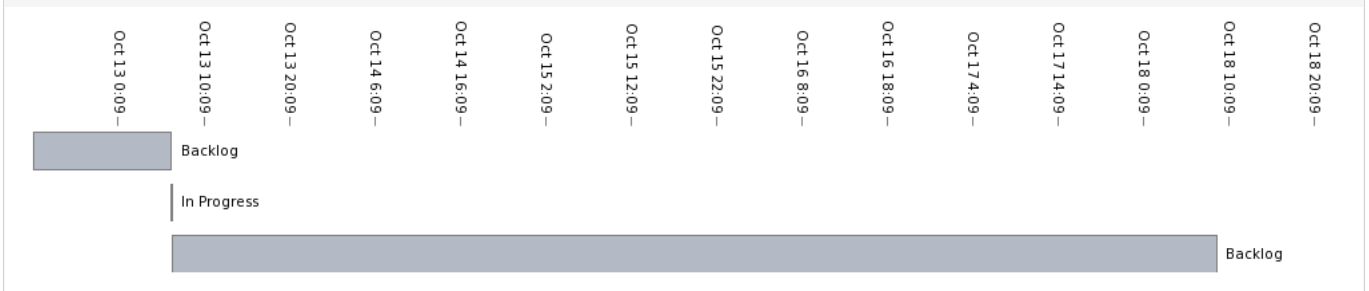 Oct 13 0:09
Oct 13 10:09
Oct 13 20:09
Oct 14 6:09
Oct 14 16:09
Oct 15 2:09
Oct 15 12:09
Oct 15 22:09
Oct 16 8:09
Oct 16 18:09
Oct 17 4:09
Oct 17 14:09
Oct 18 0:09
Oct 18 10:09
Oct 18 20:09
Backlog
In Progress
Backlog